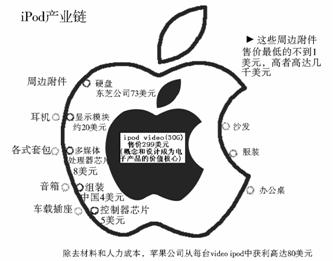 iPod产业链
► 这些周边附件
售价最低的不到1
美元，高者高达几
千美元
周边附件
硬盘
东芝公司73美元
耳机
显示模块
约20美元
各式套包
多媒体
处理器芯片
8美元
音箱
组装
中国4美元
车载插座
控制器芯片
5美元
ipod video(30G)
售价299美元
(概念和设计成为电
子产品的价值核心)
沙发
服装
办公桌
除去材料和人力成本，苹果公司从每台video ipod中获利高达80美元